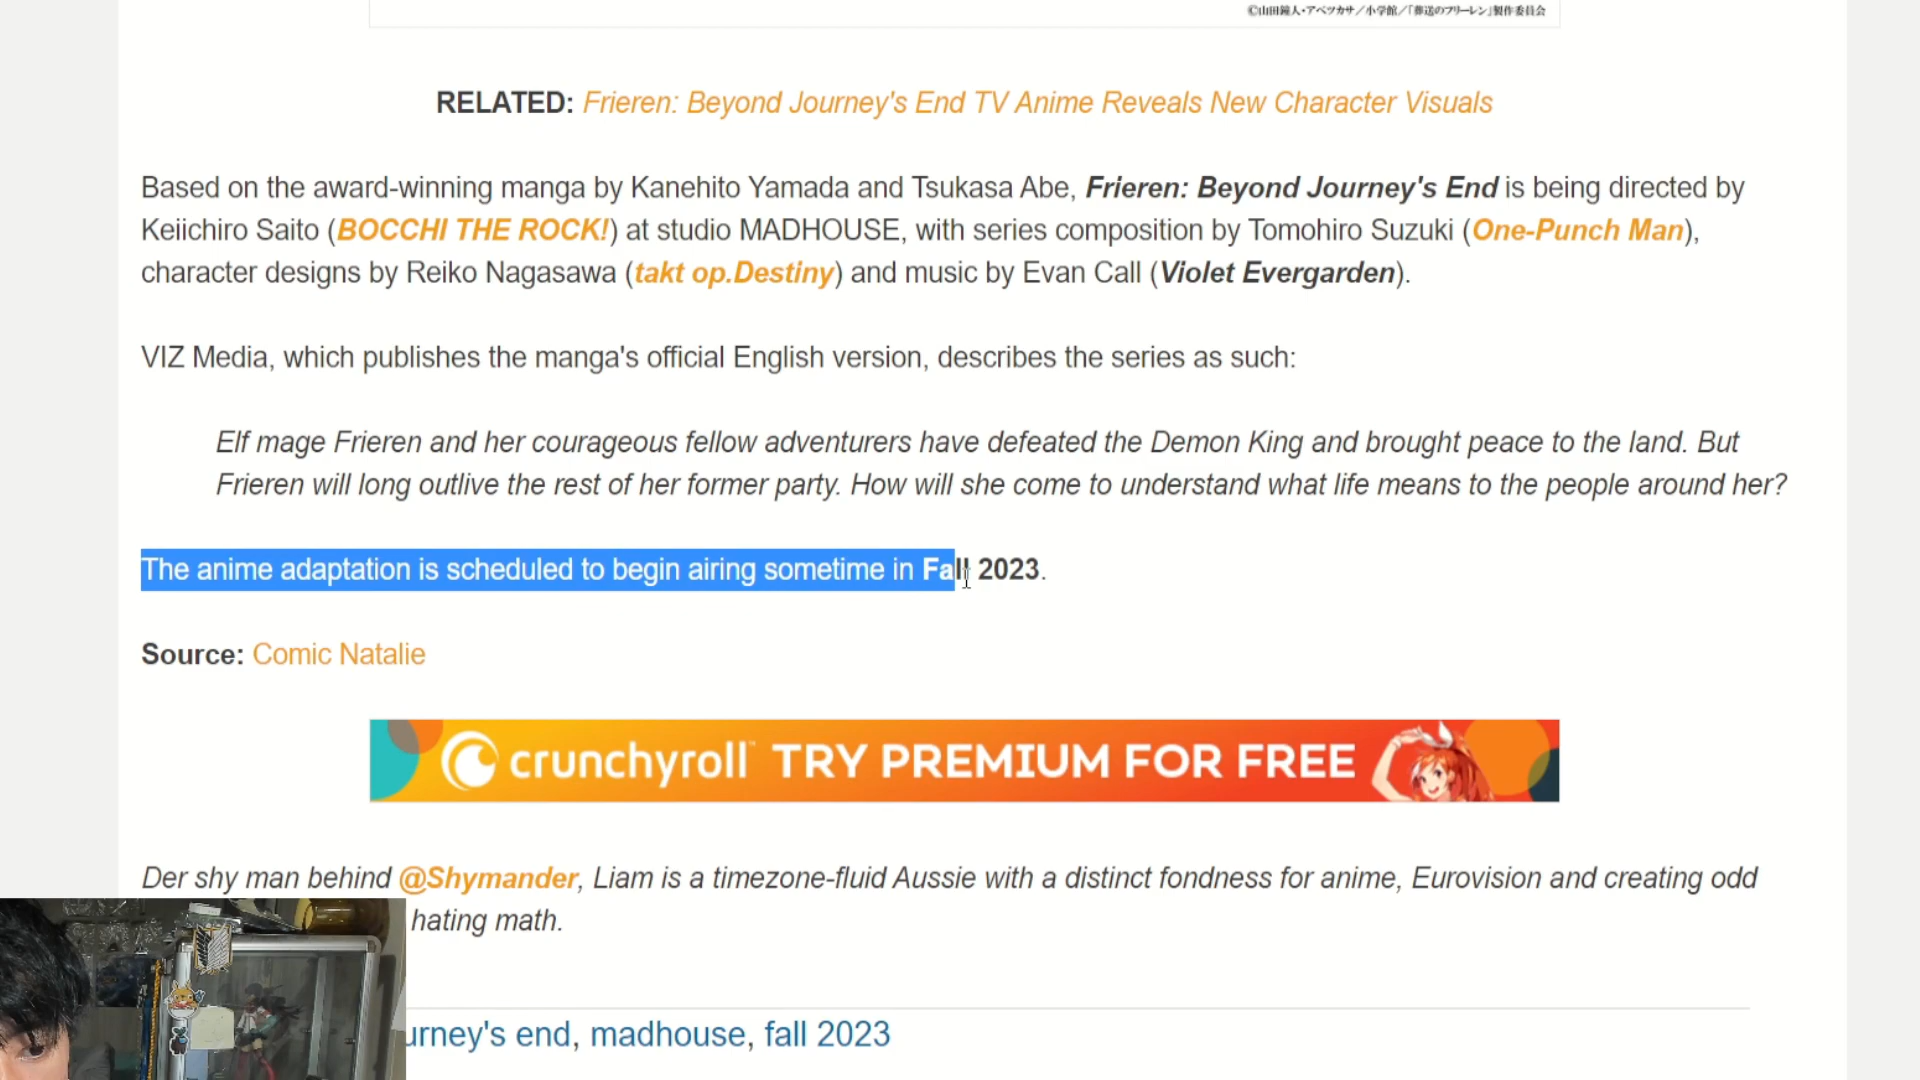 ©山田鐘人・アベツカサ／小学館／「葬送のフリーレン」製作委員会
RELATED: Frieren: Beyond Journey's End TV Anime Reveals New Character Visuals
Based on the award-winning manga by Kanehito Yamada and Tsukasa Abe, Frieren: Beyond Journey's End is being directed by
Keiichiro Saito (BOCCHI THE ROCK!) at studio MADHOUSE, with series composition by Tomohiro Suzuki (One-Punch Man),
character designs by Reiko Nagasawa (takt op.Destiny) and music by Evan Call (Violet Evergarden).
VIZ Media, which publishes the manga's official English version, describes the series as such:
Elf mage Frieren and her courageous fellow adventurers have defeated the Demon King and brought peace to the land. But
Frieren will long outlive the rest of her former party. How will she come to understand what life means to the people around her?
The anime adaptation is scheduled to begin airing sometime in Fall 2023.
Source: Comic Natalie
crunchyroll™ TRY PREMIUM FOR FREE
Der shy man behind @Shymander, Liam is a timezone-fluid Aussie with a distinct fondness for anime, Eurovision and creating odd
hating math.
urney's end, madhouse, fall 2023